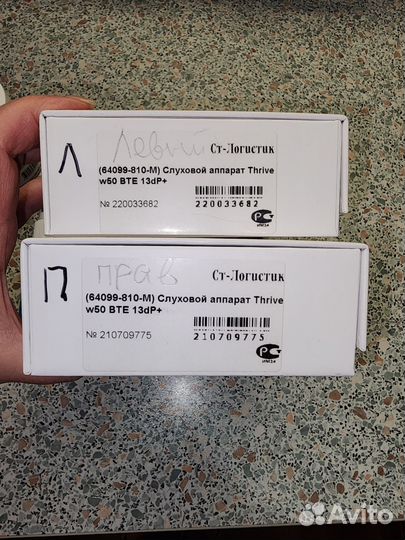 Л
Левый Ст-Логистик
(64099-810-M) Слуховой аппарат Thrive
w50 BTE 13dP+
№ 220033682
220033682
П
прав Ст-Логистик
(64099-810-M) Слуховой аппарат Thrive
w50 BTE 13dP+
№ 210709775
210709775
Avito